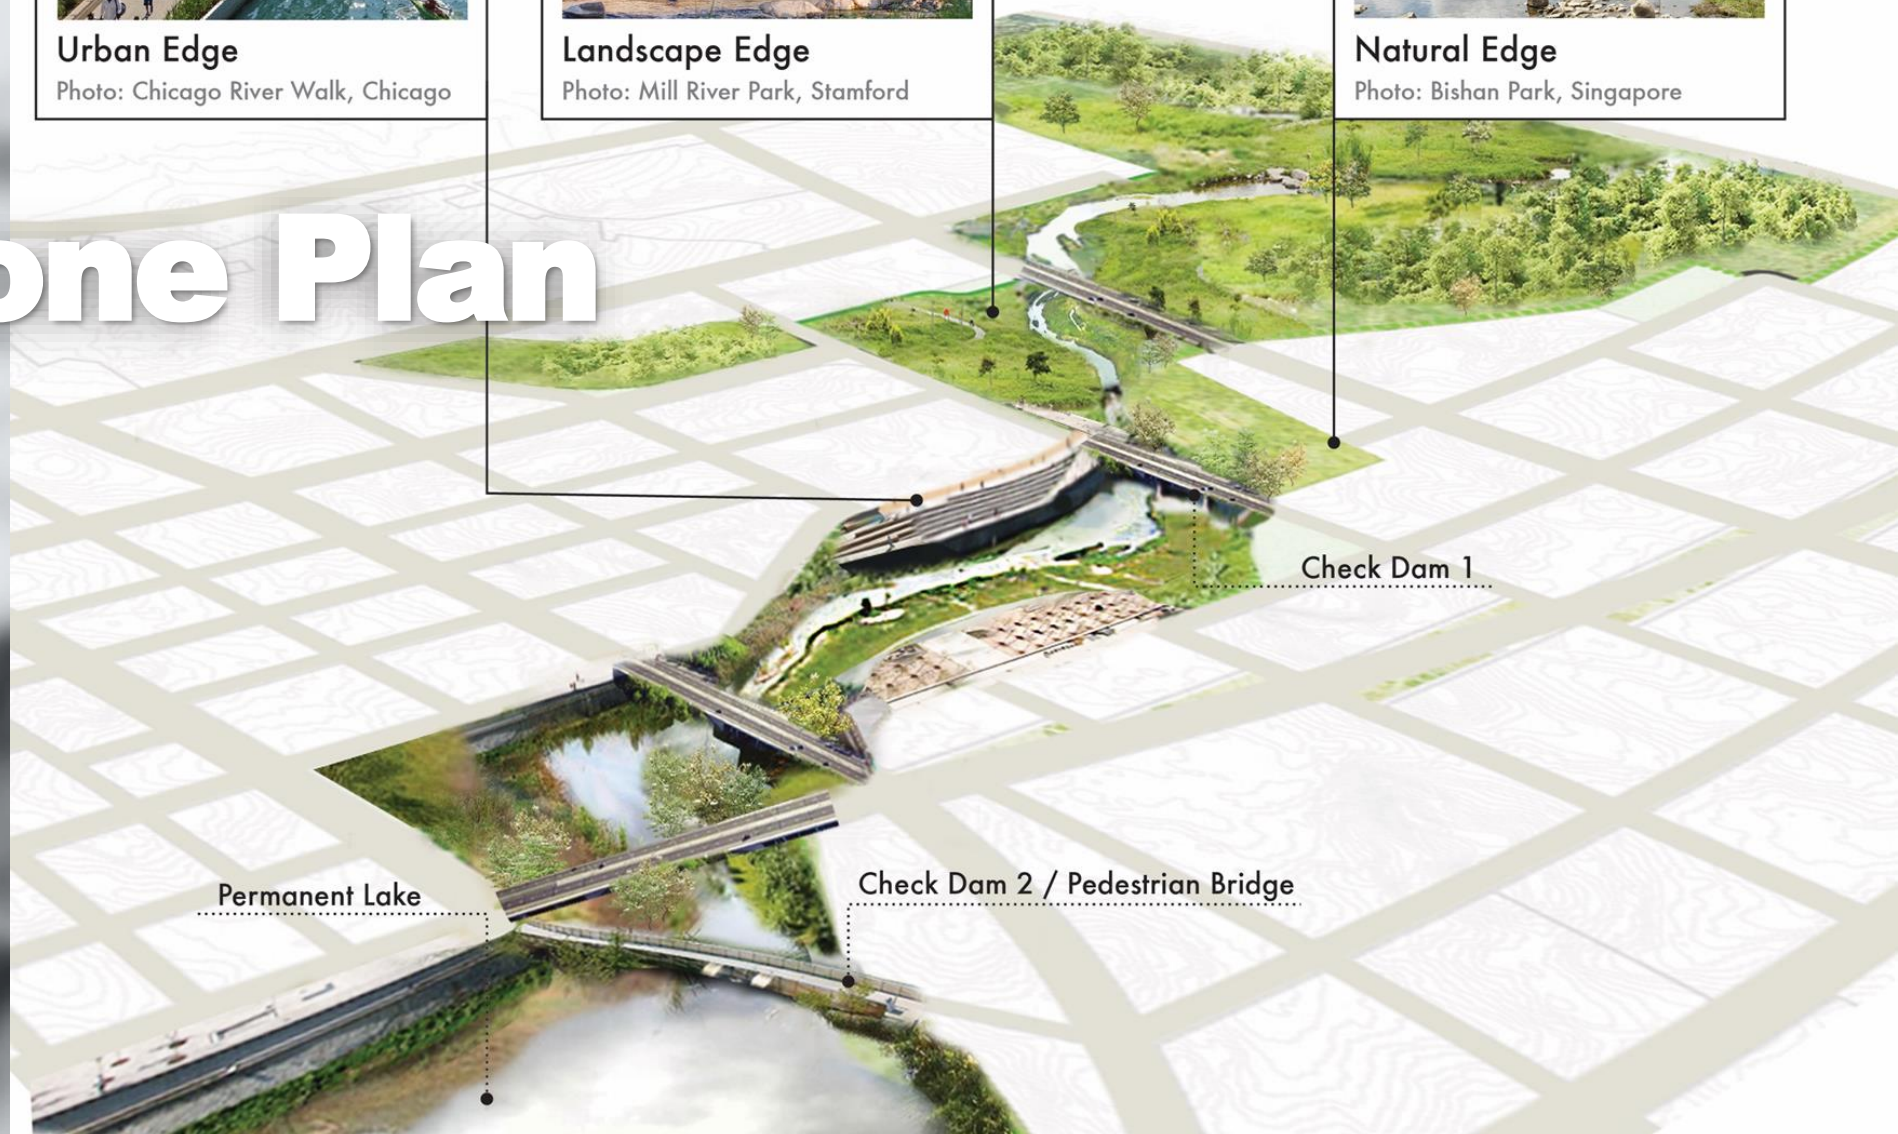 Urban Edge
Photo: Chicago River Walk, Chicago
Landscape Edge
Photo: Mill River Park, Stamford
Natural Edge
Photo: Bishan Park, Singapore
one Plan
Check Dam 1
Check Dam 2 / Pedestrian Bridge
Permanent Lake